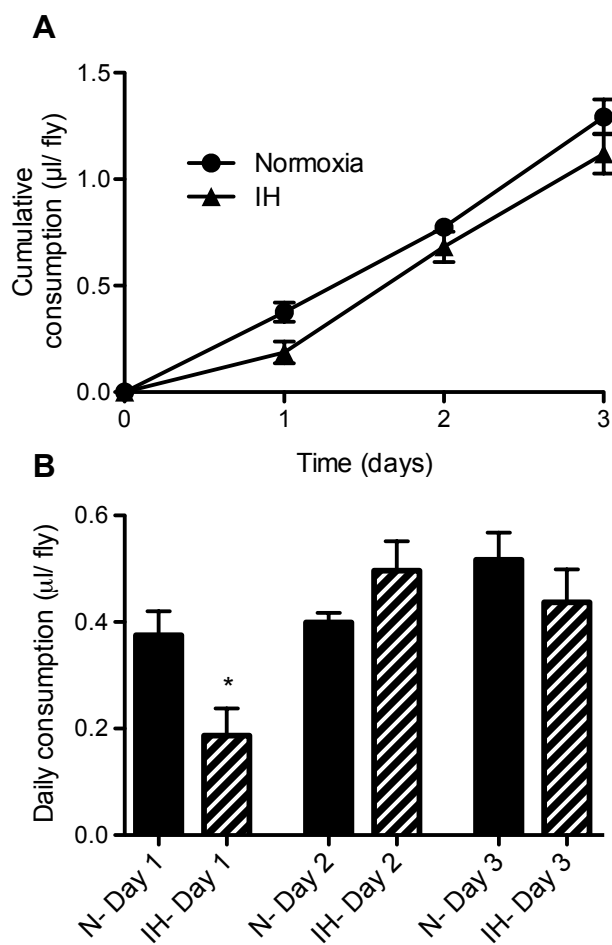 A
Cumulative
consumption (µl/ fly)
1.5
1.0
0.5
0.0
Normoxia
IH
0
1
2
3
Time (days)
B
Daily consumption (µl/ fly)
0.6
0.4
0.2
0.0
*
N- Day 1
IH- Day 1
N- Day 2
IH- Day 2
N- Day 3
IH- Day 3